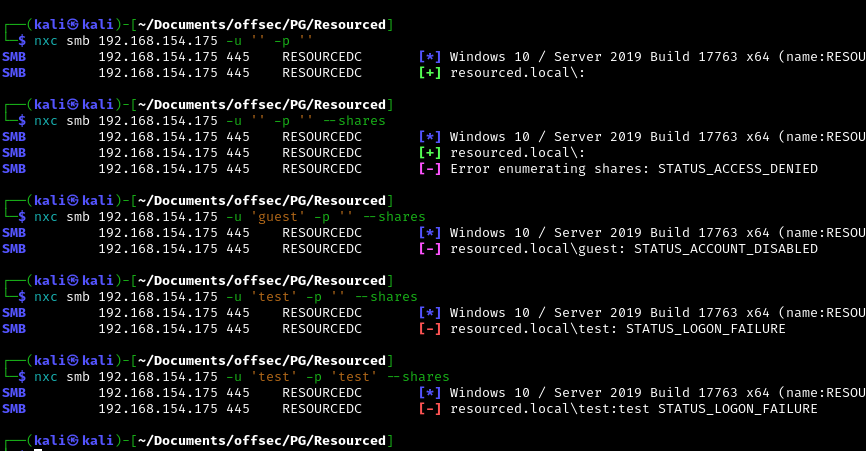 ┌──(kali㉿kali)-[~/Documents/offsec/PG/Resourced]
└─$ nxc smb 192.168.154.175 -u '' -p ''
SMB         192.168.154.175 445    RESOURCEDC       [*] Windows 10 / Server 2019 Build 17763 x64 (name:RESOU
SMB         192.168.154.175 445    RESOURCEDC       [+] resourced.local\:
┌──(kali㉿kali)-[~/Documents/offsec/PG/Resourced]
└─$ nxc smb 192.168.154.175 -u '' -p '' --shares
SMB         192.168.154.175 445    RESOURCEDC       [*] Windows 10 / Server 2019 Build 17763 x64 (name:RESOU
SMB         192.168.154.175 445    RESOURCEDC       [+] resourced.local\:
SMB         192.168.154.175 445    RESOURCEDC       [-] Error enumerating shares: STATUS_ACCESS_DENIED
┌──(kali㉿kali)-[~/Documents/offsec/PG/Resourced]
└─$ nxc smb 192.168.154.175 -u 'guest' -p '' --shares
SMB         192.168.154.175 445    RESOURCEDC       [*] Windows 10 / Server 2019 Build 17763 x64 (name:RESOU
SMB         192.168.154.175 445    RESOURCEDC       [-] resourced.local\guest: STATUS_ACCOUNT_DISABLED
┌──(kali㉿kali)-[~/Documents/offsec/PG/Resourced]
└─$ nxc smb 192.168.154.175 -u 'test' -p '' --shares
SMB         192.168.154.175 445    RESOURCEDC       [*] Windows 10 / Server 2019 Build 17763 x64 (name:RESOU
SMB         192.168.154.175 445    RESOURCEDC       [-] resourced.local\test: STATUS_LOGON_FAILURE
┌──(kali㉿kali)-[~/Documents/offsec/PG/Resourced]
└─$ nxc smb 192.168.154.175 -u 'test' -p 'test' --shares
SMB         192.168.154.175 445    RESOURCEDC       [*] Windows 10 / Server 2019 Build 17763 x64 (name:RESOU
SMB         192.168.154.175 445    RESOURCEDC       [-] resourced.local\test:test STATUS_LOGON_FAILURE
┌──(kali㉿kali)-[~/Documents/offsec/PG/Resourced]
└─$